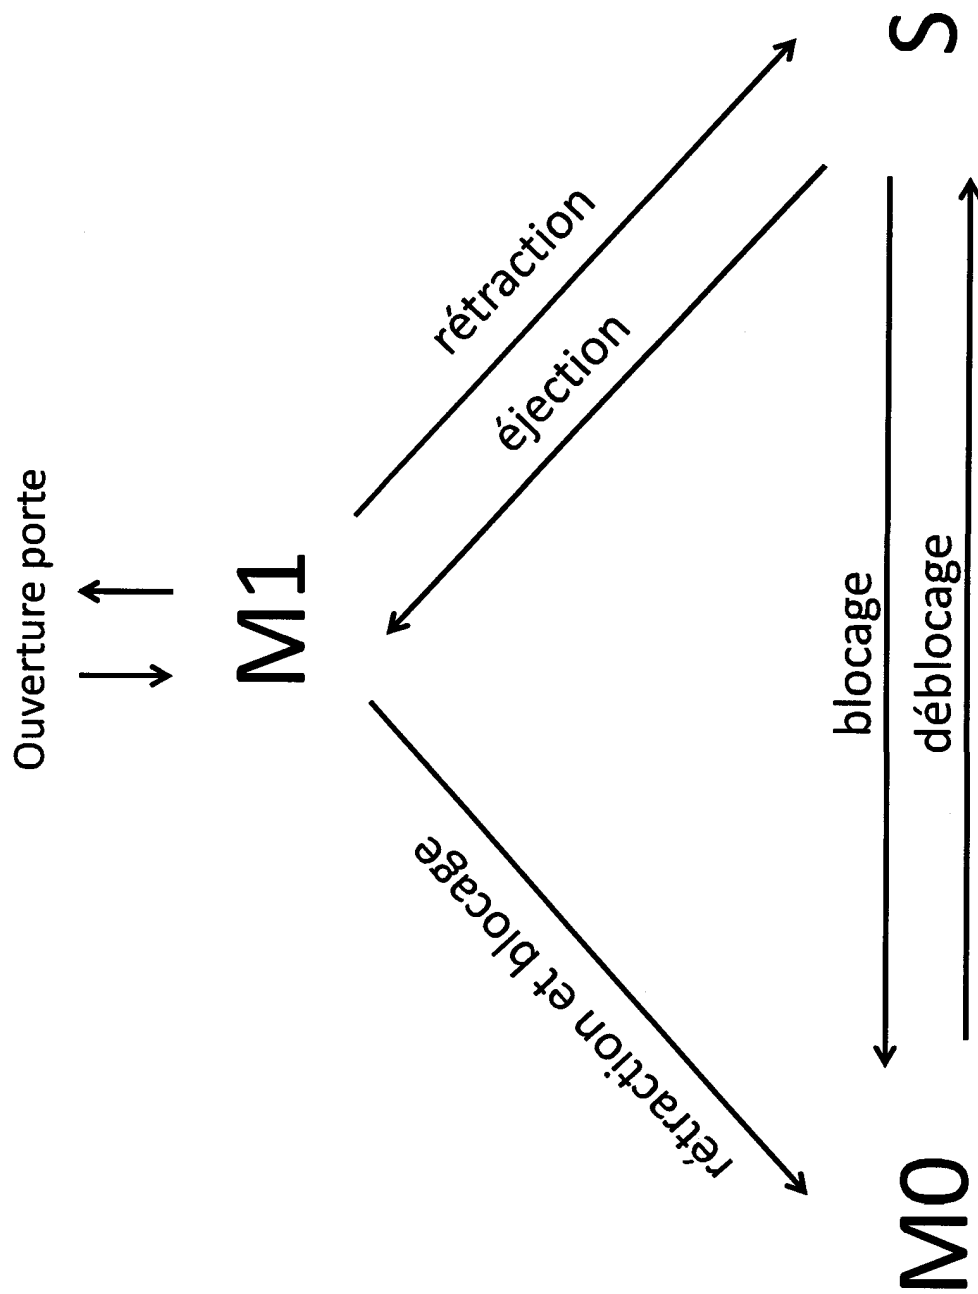 Ouverture porte
M1
rétraction
éjection
rétraction et blocage
blocage
déblocage
M0
S